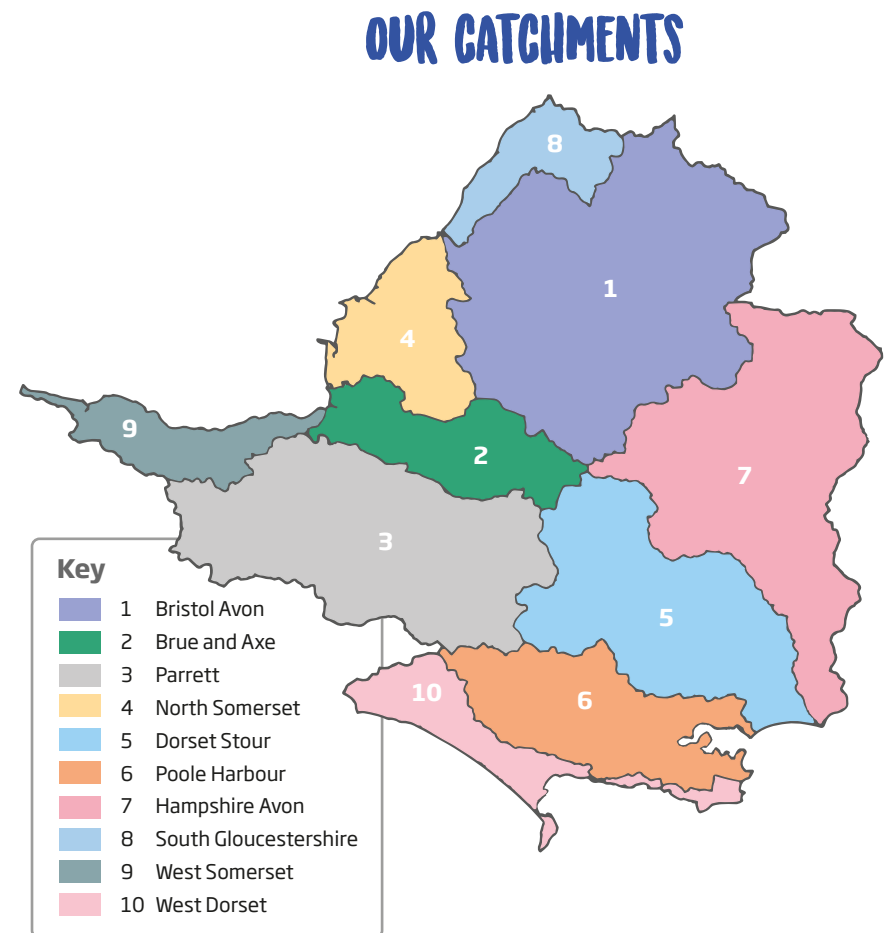 OUR CATCHMENTS
8
1
4
9
2
7
3
5
10
6
Key
1 Bristol Avon
2 Brue and Axe
3 Parrett
4 North Somerset
5 Dorset Stour
6 Poole Harbour
7 Hampshire Avon
8 South Gloucestershire
9 West Somerset
10 West Dorset